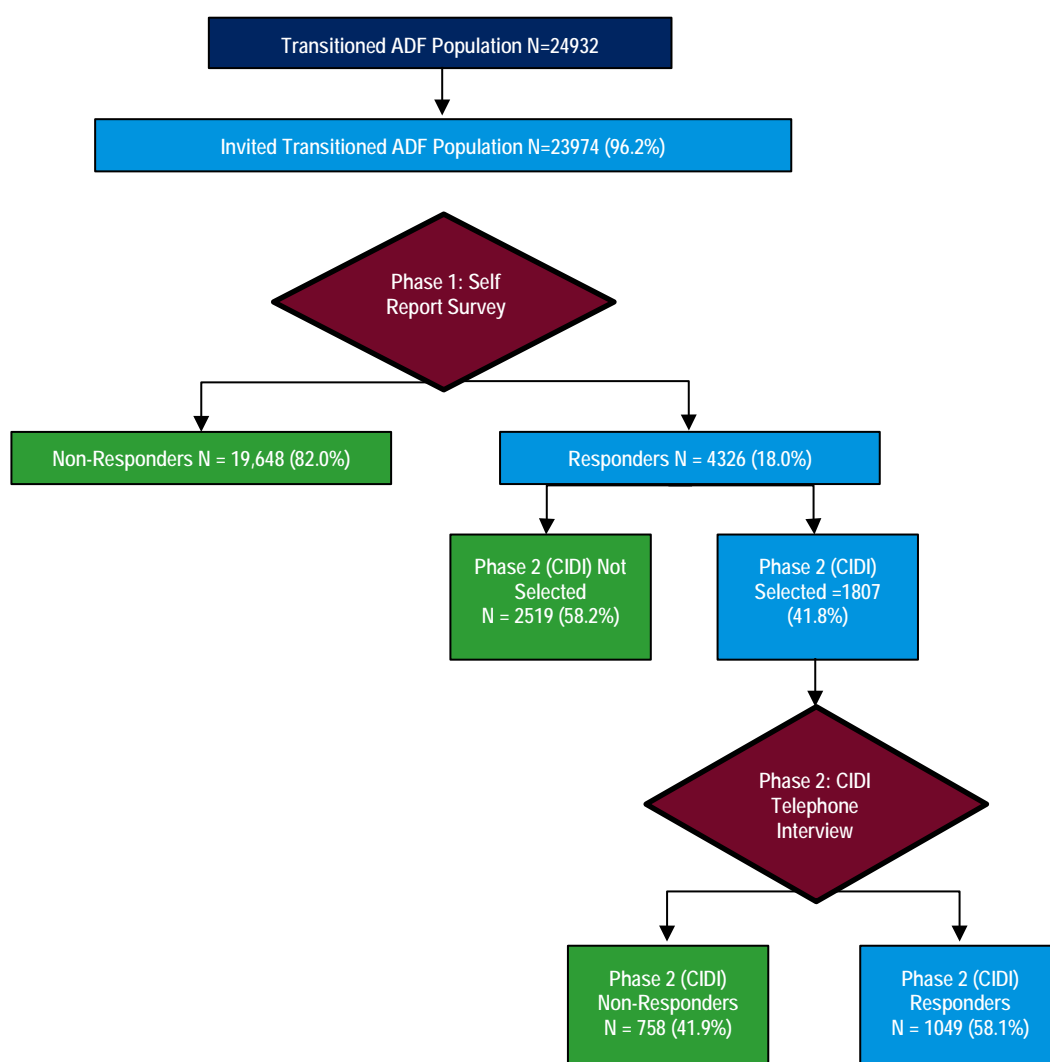 Transitioned ADF Population N=24932
Invited Transitioned ADF Population N=23974 (96.2%)
Phase 1: Self
Report Survey
Non-Responders N = 19,648 (82.0%)
Responders N = 4326 (18.0%)
Phase 2 (CIDI) Not
Selected
N = 2519 (58.2%)
Phase 2 (CIDI)
Selected =1807
(41.8%)
Phase 2: CIDI
Telephone
Interview
Phase 2 (CIDI)
Non-Responders
N = 758 (41.9%)
Phase 2 (CIDI)
Responders
N = 1049 (58.1%)